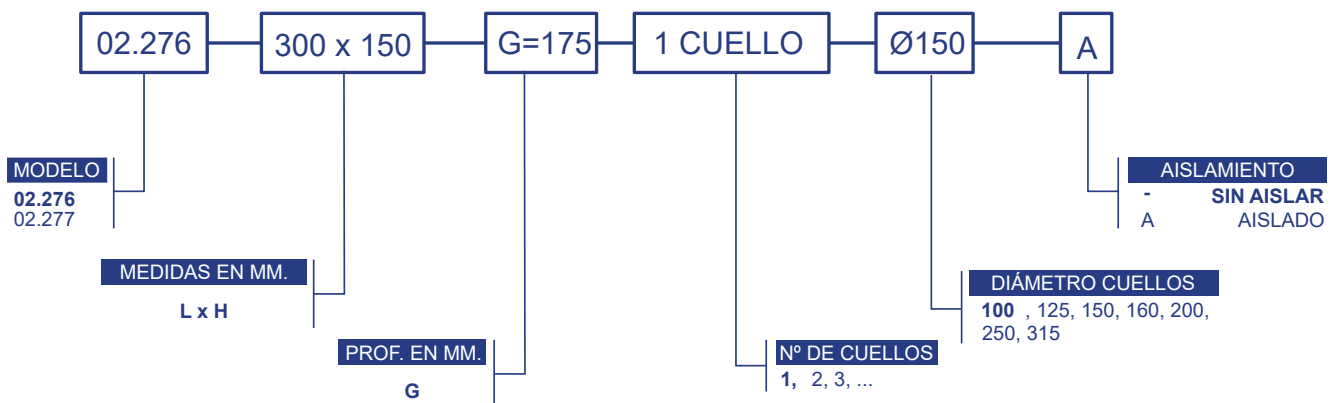 02.276
300 x 150
G=175
1 CUELLO
Ø150
A
MODELO
02.276
02.277
AISLAMIENTO
- SIN AISLAR
A AISLADO
MEDIDAS EN MM.
L x H
DIÁMETRO CUELLOS
100 , 125, 150, 160, 200,
250, 315
PROF. EN MM.
G
Nº DE CUELLOS
1, 2, 3, ...